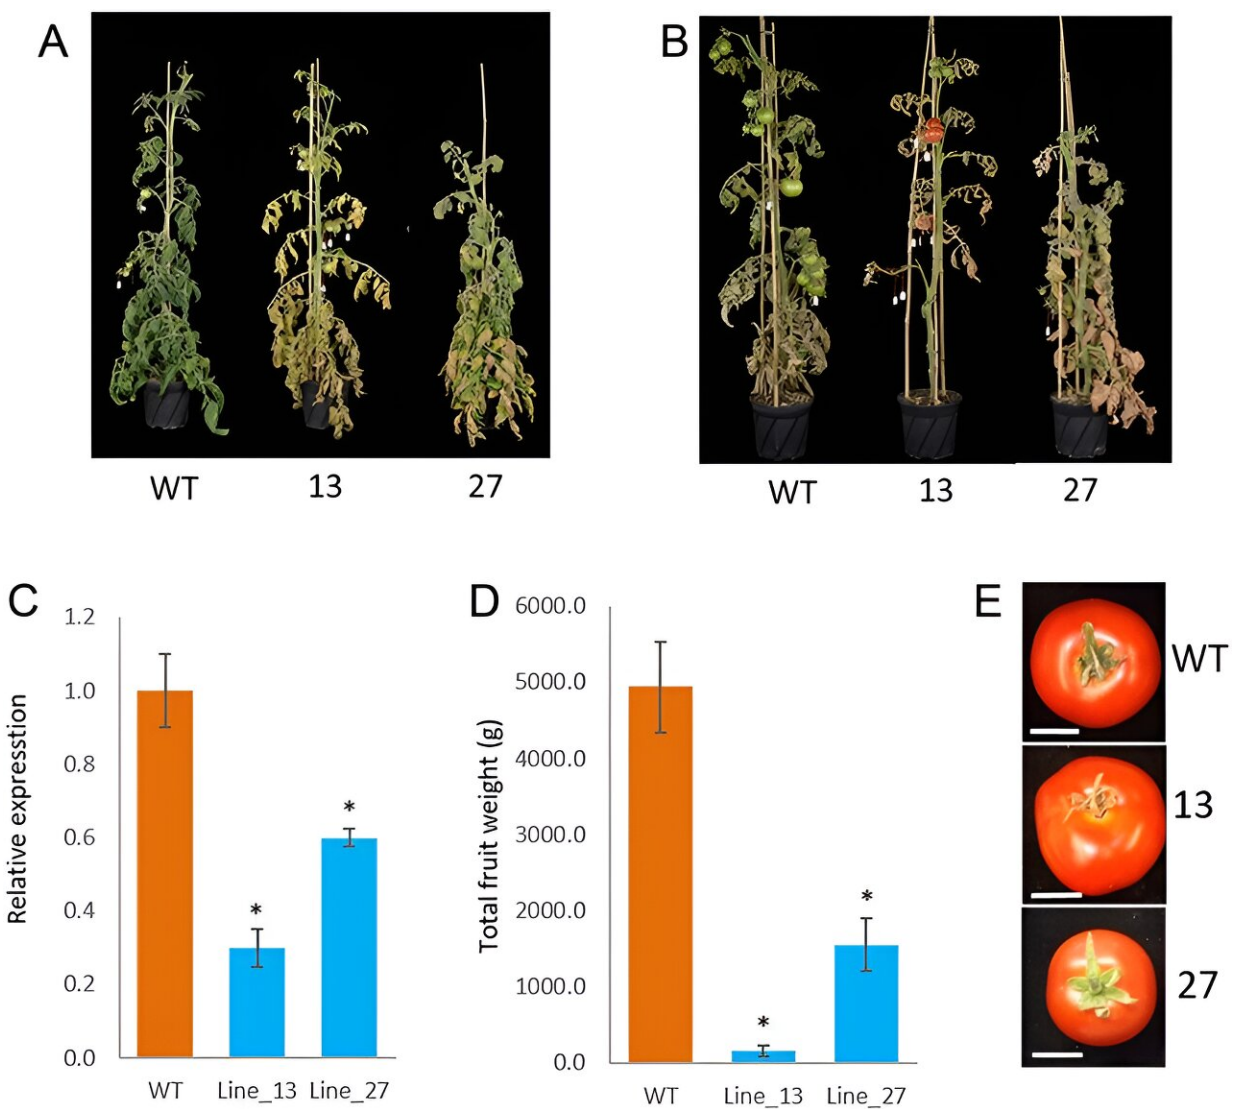 A
B
WT 13 27
WT 13 27
C
Relative expresstion
1.2
1.0
0.8
0.6
0.4
0.2
0.0
*
*
WT Line_13 Line_27
D
Total fruit weight (g)
6000.0
5000.0
4000.0
3000.0
2000.0
1000.0
0.0
*
*
WT Line_13 Line_27
E
WT
13
27